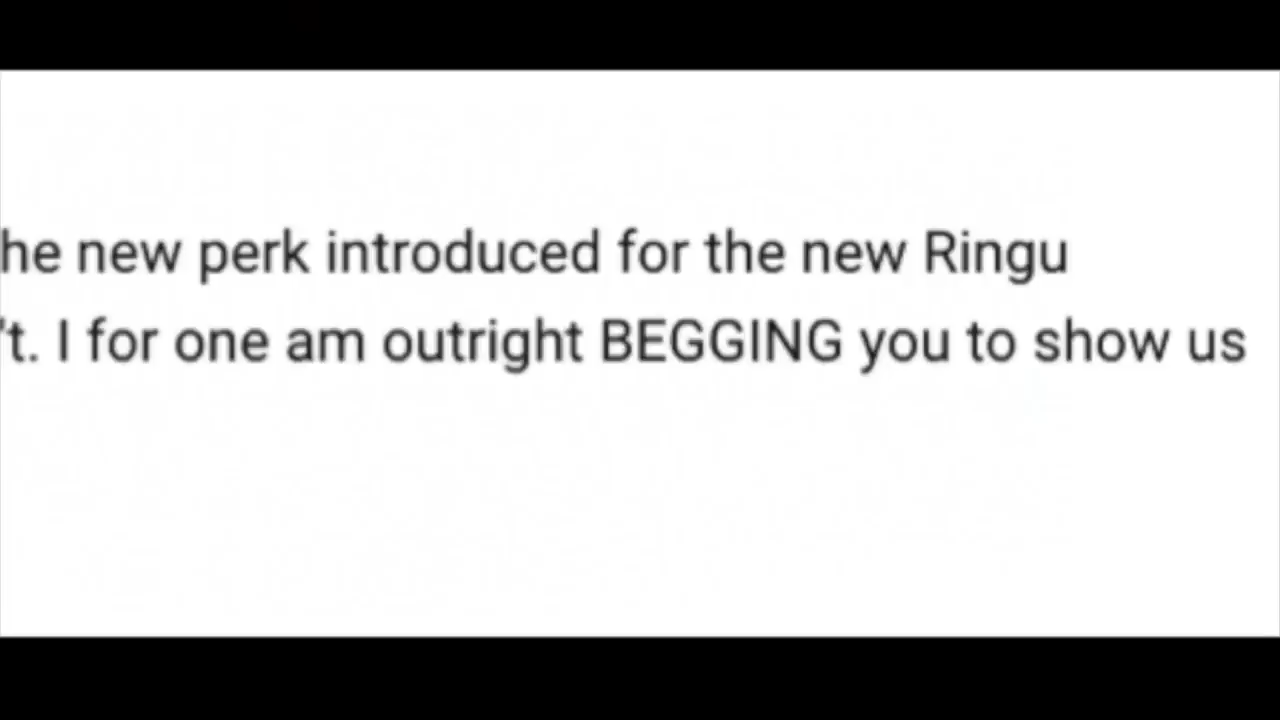 he new perk introduced for the new Ringu
't. I for one am outright BEGGING you to show us